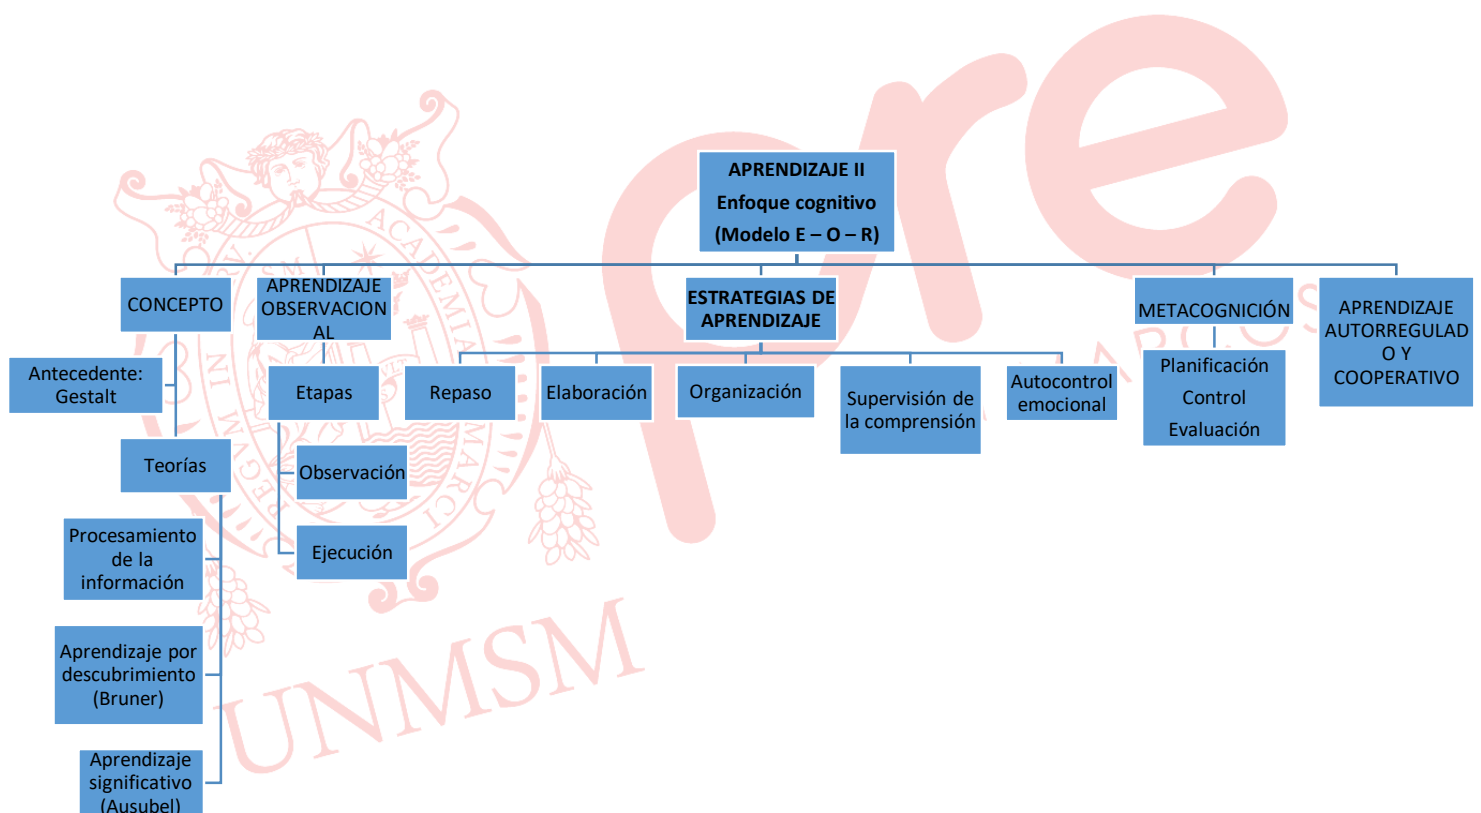 pre
APRENDIZAJE II
Enfoque cognitivo
(Modelo E – O – R)
CONCEPTO
APRENDIZAJE
OBSERVACION
AL
ESTRATEGIAS DE
APRENDIZAJE
METACOGNICIÓN
APRENDIZAJE
AUTORREGULAD
O Y
COOPERATIVO
Antecedente:
Gestalt
Teorías
Procesamiento
de la
información
Aprendizaje por
descubrimiento
(Bruner)
Aprendizaje
significativo
(Ausubel)
Etapas
Observación
Ejecución
Repaso
Elaboración
Organización
Supervisión de
la comprensión
Autocontrol
emocional
Planificación
Control
Evaluación
UNMSM